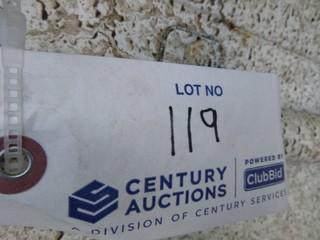 LOT NO
119
CENTURY
AUCTIONS
POWERED BY
ClubBid
A DIVISION OF CENTURY SERVICES